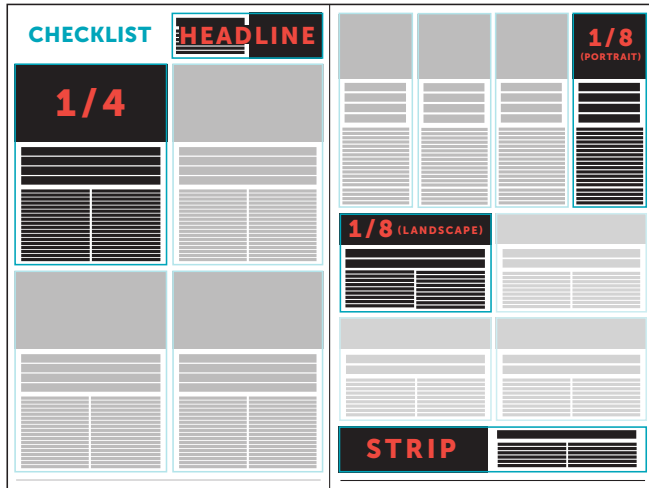 CHECKLIST
HEADLINE
1/4
1/8
(PORTRAIT)
1/8 (LANDSCAPE)
STRIP